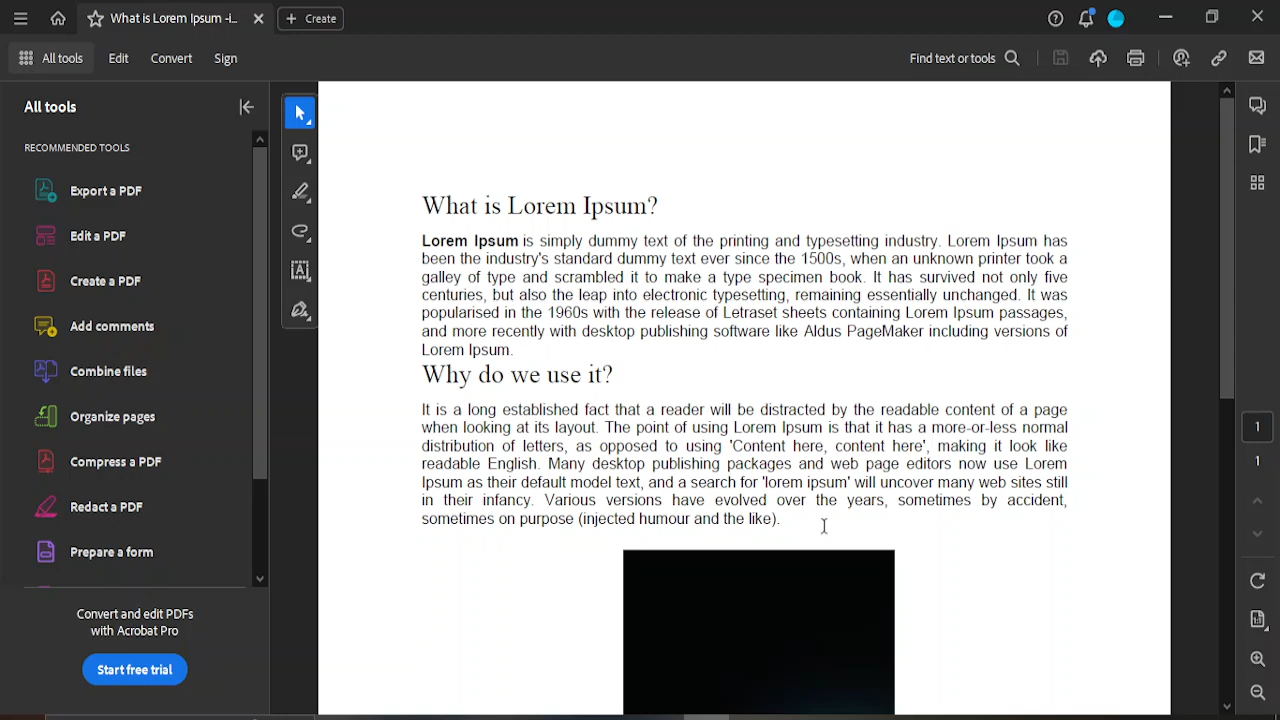 What is Lorem Ipsum -i...
Create
All tools
Edit
Convert
Sign
Find text or tools
All tools
RECOMMENDED TOOLS
Export a PDF
Edit a PDF
Create a PDF
Add comments
Combine files
Organize pages
Compress a PDF
Redact a PDF
Prepare a form
Convert and edit PDFs
with Acrobat Pro
Start free trial
What is Lorem Ipsum?
Lorem Ipsum is simply dummy text of the printing and typesetting industry. Lorem Ipsum has
been the industry's standard dummy text ever since the 1500s, when an unknown printer took a
galley of type and scrambled it to make a type specimen book. It has survived not only five
centuries, but also the leap into electronic typesetting, remaining essentially unchanged. It was
popularised in the 1960s with the release of Letraset sheets containing Lorem Ipsum passages,
and more recently with desktop publishing software like Aldus PageMaker including versions of
Lorem Ipsum.
Why do we use it?
It is a long established fact that a reader will be distracted by the readable content of a page
when looking at its layout. The point of using Lorem Ipsum is that it has a more-or-less normal
distribution of letters, as opposed to using 'Content here, content here', making it look like
readable English. Many desktop publishing packages and web page editors now use Lorem
Ipsum as their default model text, and a search for 'lorem ipsum' will uncover many web sites still
in their infancy. Various versions have evolved over the years, sometimes by accident,
sometimes on purpose (injected humour and the like).
1
1